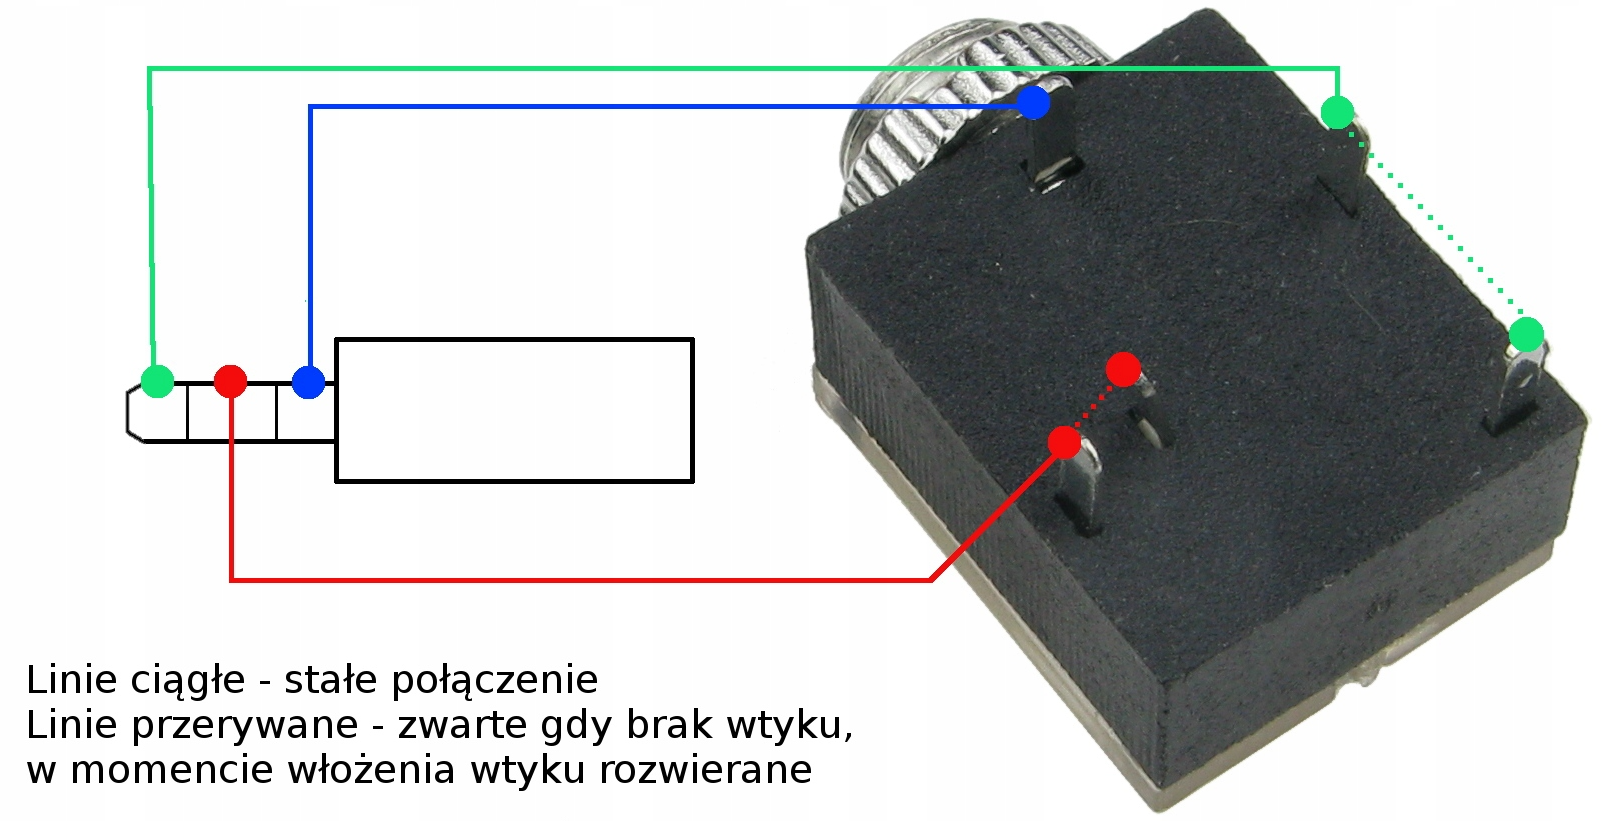 Linie ciągłe - stałe połączenie
Linie przerywane - zwarte gdy brak wtyku,
w momencie włożenia wtyku rozwierane